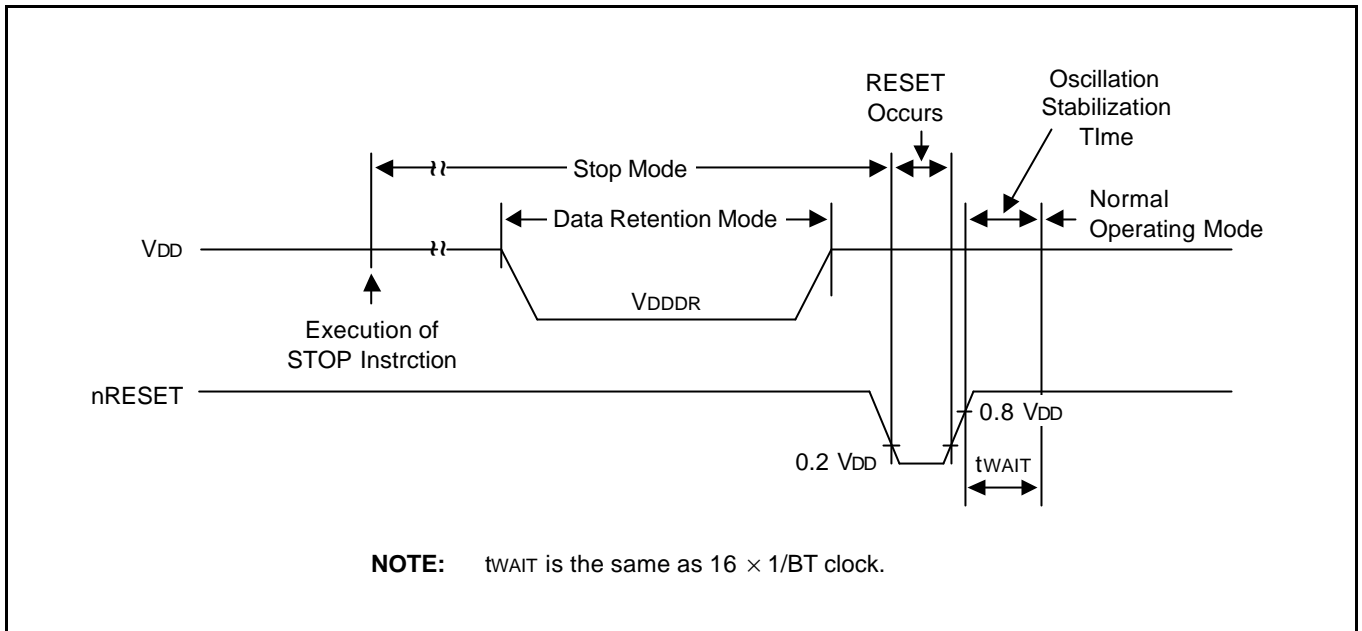 RESET
Occurs
Oscillation
Stabilization
TIme
Stop Mode
Data Retention Mode
Normal
Operating Mode
VDD
VDDDR
Execution of
STOP Instrction
nRESET
0.8 VDD
0.2 VDD
tWAIT
NOTE: tWAIT is the same as 16 × 1/BT clock.